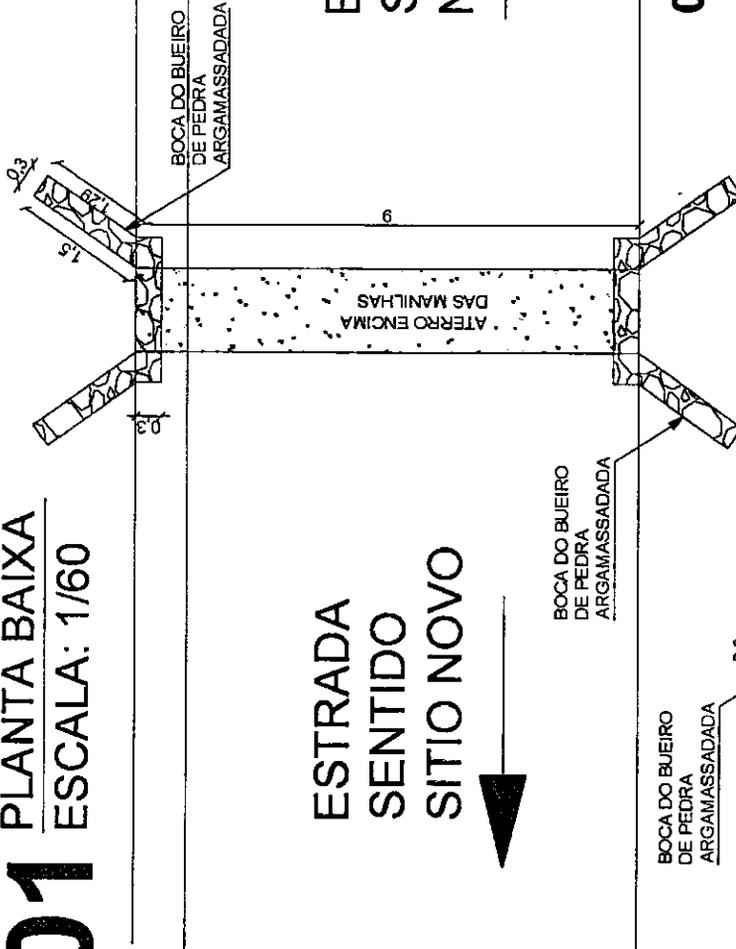 01
PLANTA BAIXA
ESCALA: 1/60
ESTRADA
SENTIDO
SITIO NOVO
BOCA DO BUEIRO
DE PEDRA
ARGAMASSADADA
0,3
1,29
1,5
6
ATERRO ENCIMA
DAS MANILHAS
0,3
BOCA DO BUEIRO
DE PEDRA
ARGAMASSADADA
BOCA DO BUEIRO
DE PEDRA
ARGAMASSADADA
E
S
N